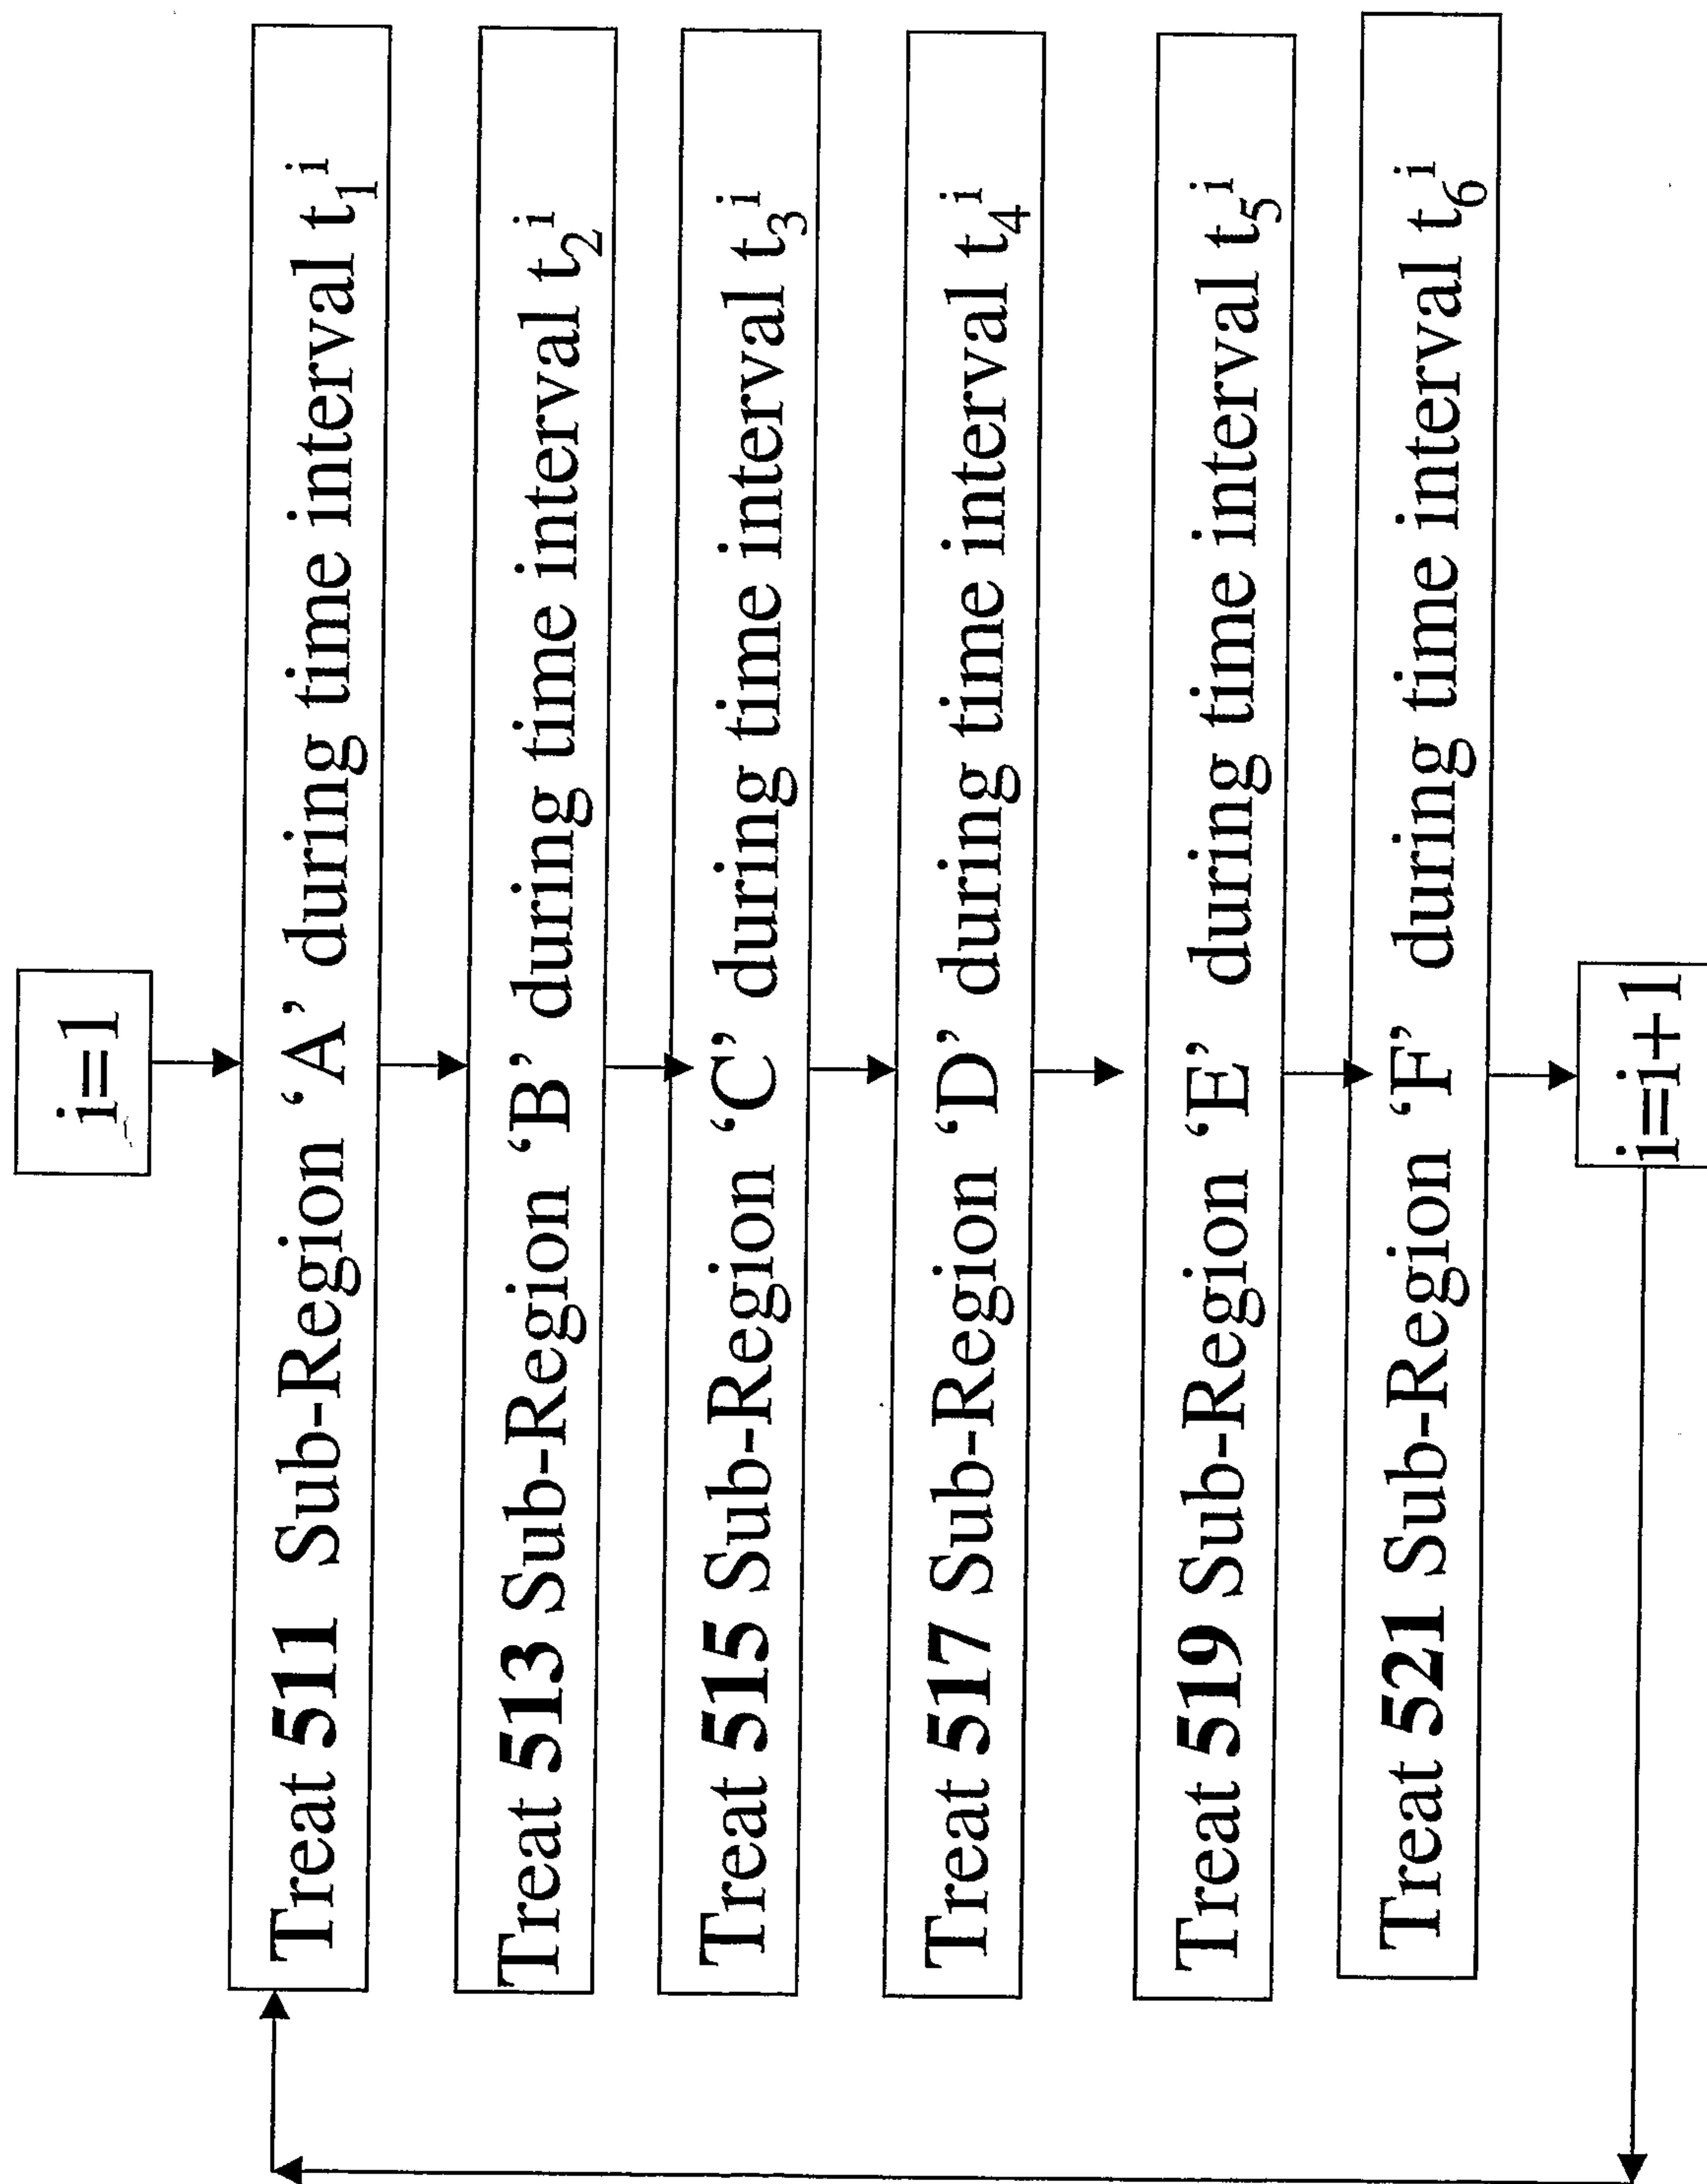 i=1
Treat 511 Sub-Region ‘A’ during time interval t₁ⁱ
Treat 513 Sub-Region ‘B’ during time interval t₂ⁱ
Treat 515 Sub-Region ‘C’ during time interval t₃ⁱ
Treat 517 Sub-Region ‘D’ during time interval t₄ⁱ
Treat 519 Sub-Region ‘E’ during time interval t₅ⁱ
Treat 521 Sub-Region ‘F’ during time interval t₆ⁱ
i=i+1